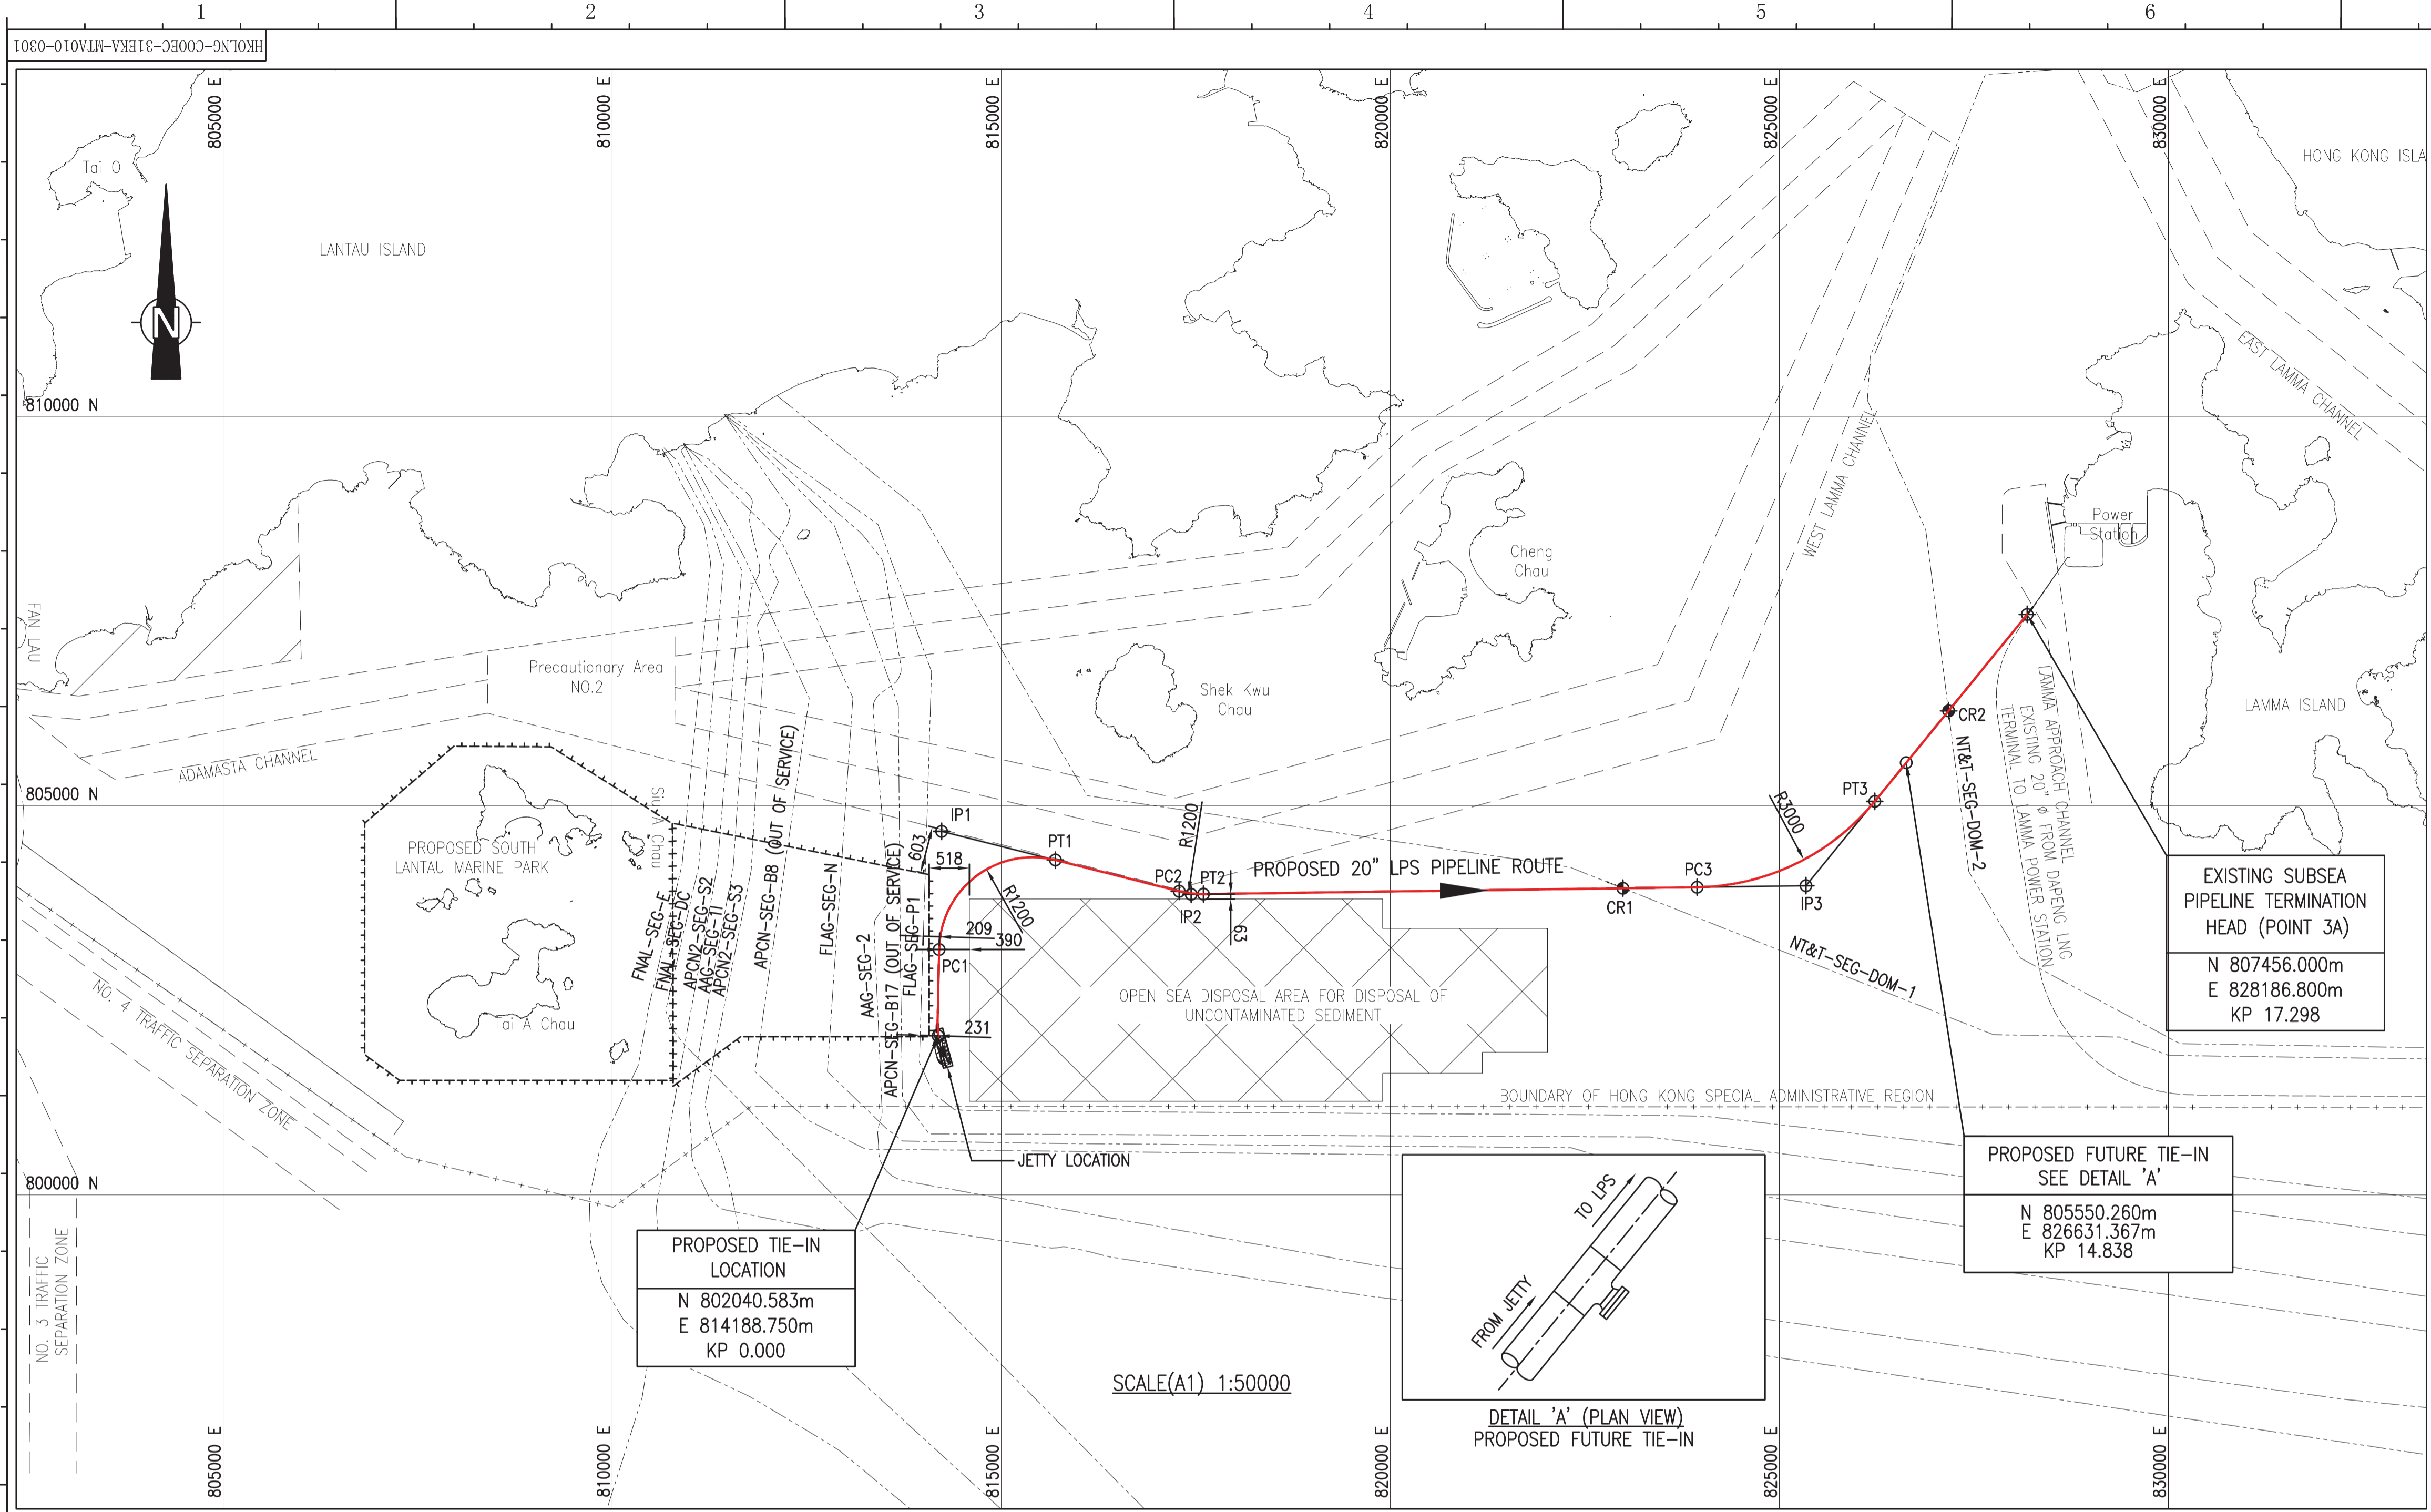 1
2
3
4
5
6
HKOLNG-COOEC-31EKA-MTA010-0301
805000 E
810000 E
815000 E
820000 E
825000 E
830000 E
Tai O
LANTAU ISLAND
HONG KONG ISLA
N
810000 N
EAST LAMMA CHANNEL
WEST LAMMA CHANNEL
Power
Station
Cheng
Chau
FAN LAU
Precautionary Area
NO.2
Shek Kwu
Chau
LAMMA ISLAND
ADAMASTA CHANNEL
805000 N
PROPOSED SOUTH
LANTAU MARINE PARK
Siu A Chau
Tai A Chau
FNAL-SEG-E
FNAL-SEG-DC
APCN2-SEG-S2
AAG-SEG-1I
APCN2-SEG-S3
APCN-SEG-B8 (OUT OF SERVICE)
FLAG-SEG-N
AAG-SEG-2
APCN-SEG-B17 (OUT OF SERVICE)
FLAG-SEG-P1
603
518
IP1
PT1
R1200
209
390
PC1
231
R1200
PC2
PT2
IP2
63
PROPOSED 20" LPS PIPELINE ROUTE
CR1
PC3
IP3
R3000
PT3
CR2
NT&T-SEG-DOM-2
NT&T-SEG-DOM-1
LAMMA APPROACH CHANNEL
EXISTING 20" Ø FROM DAPENG LNG
TERMINAL TO LAMMA POWER STATION
EXISTING SUBSEA
PIPELINE TERMINATION
HEAD (POINT 3A)
N 807456.000m
E 828186.800m
KP 17.298
OPEN SEA DISPOSAL AREA FOR DISPOSAL OF
UNCONTAMINATED SEDIMENT
NO. 4 TRAFFIC SEPARATION ZONE
BOUNDARY OF HONG KONG SPECIAL ADMINISTRATIVE REGION
JETTY LOCATION
800000 N
PROPOSED FUTURE TIE-IN
SEE DETAIL 'A'
N 805550.260m
E 826631.367m
KP 14.838
PROPOSED TIE-IN
LOCATION
N 802040.583m
E 814188.750m
KP 0.000
NO. 3 TRAFFIC
SEPARATION ZONE
TO LPS
FROM JETTY
SCALE(A1) 1:50000
DETAIL 'A' (PLAN VIEW)
PROPOSED FUTURE TIE-IN
805000 E
810000 E
815000 E
820000 E
825000 E
830000 E